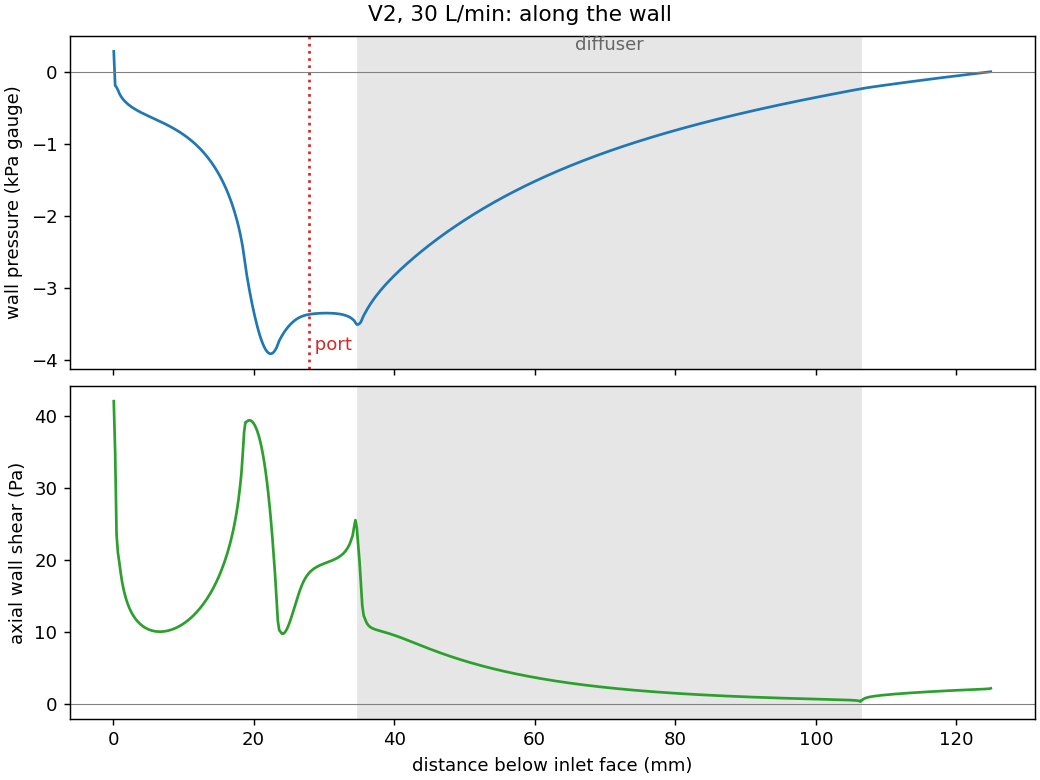 V2, 30 L/min: along the wall
diffuser
0
−1
−2
−3
−4
wall pressure (kPa gauge)
port
40
30
20
10
0
axial wall shear (Pa)
0 20 40 60 80 100 120
distance below inlet face (mm)